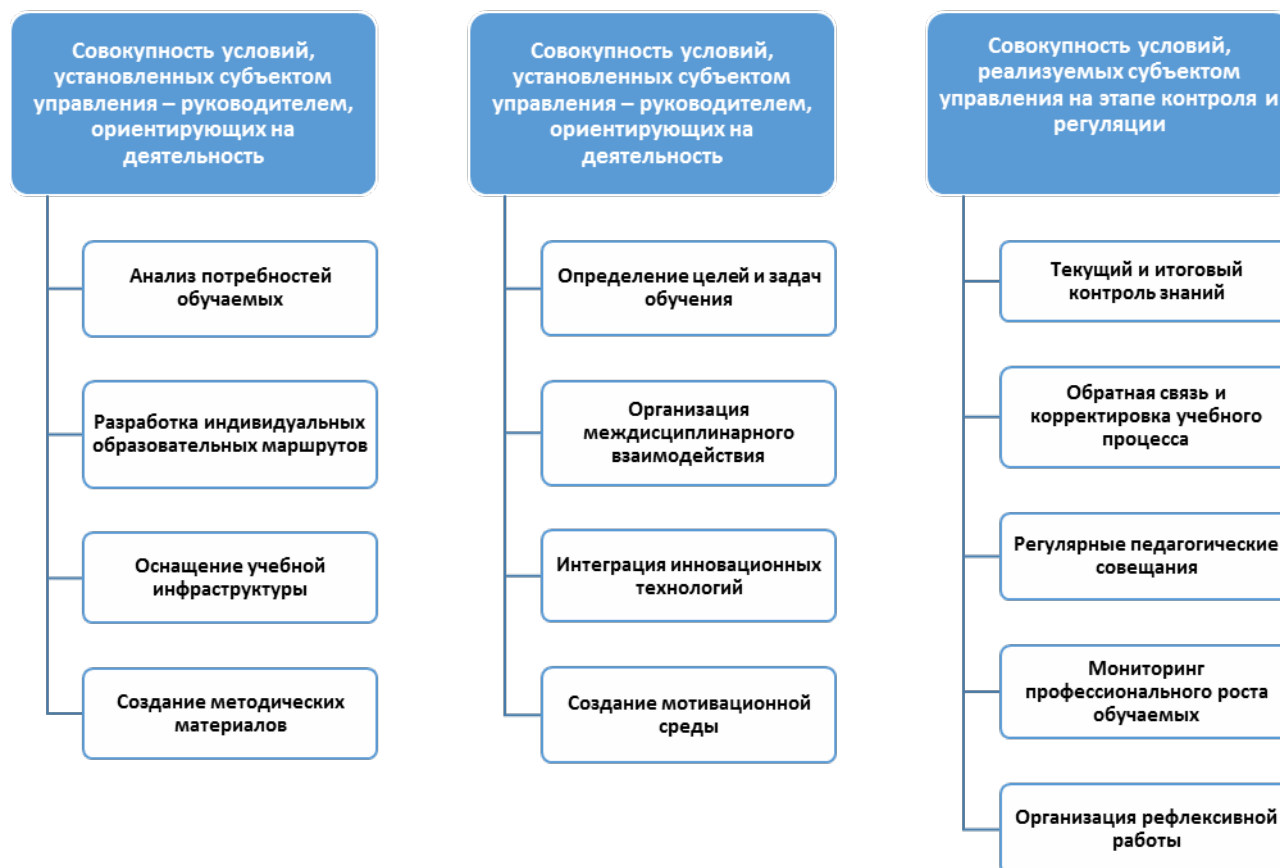 Совокупность условий,
установленных субъектом
управления – руководителем,
ориентирующих на
деятельность
Анализ потребностей
обучаемых
Разработка индивидуальных
образовательных маршрутов
Оснащение учебной
инфраструктуры
Создание методических
материалов
Совокупность условий,
установленных субъектом
управления – руководителем,
ориентирующих на
деятельность
Определение целей и задач
обучения
Организация
междисциплинарного
взаимодействия
Интеграция инновационных
технологий
Создание мотивационной
среды
Совокупность условий,
реализуемых субъектом
управления на этапе контроля и
регуляции
Текущий и итоговый
контроль знаний
Обратная связь и
корректировка учебного
процесса
Регулярные педагогические
совещания
Мониторинг
профессионального роста
обучаемых
Организация рефлексивной
работы